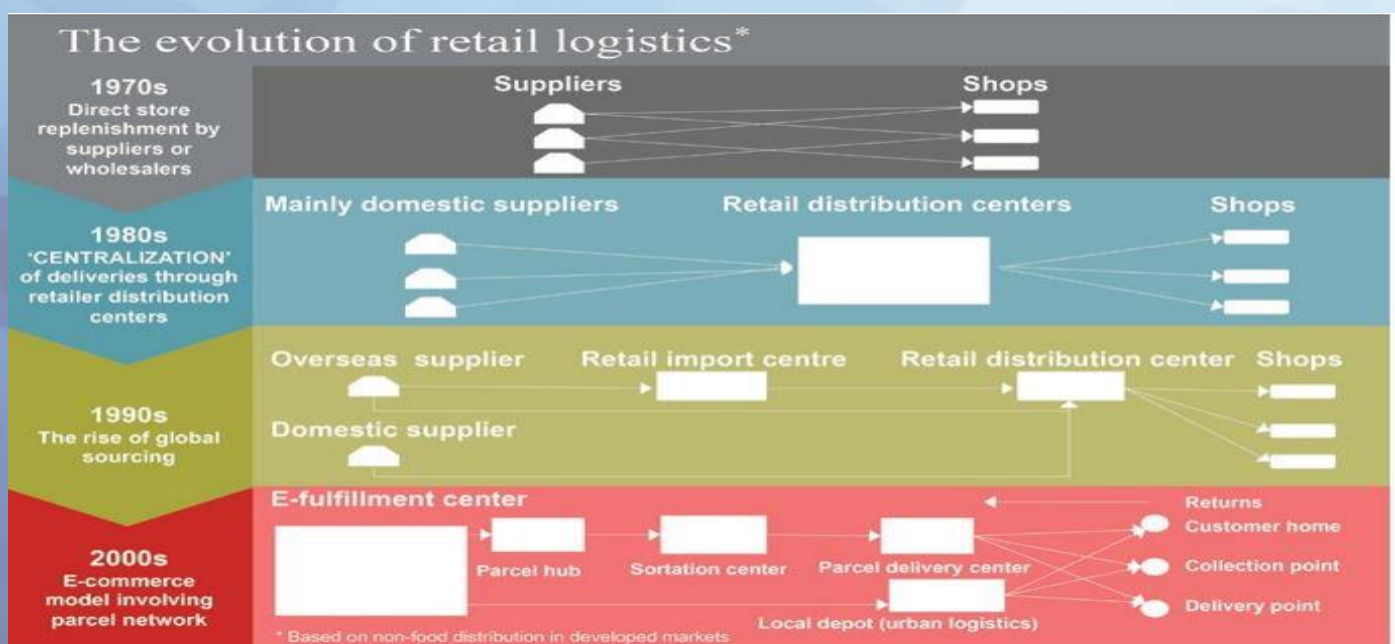 The evolution of retail logistics*
1970s
Direct store
replenishment by
suppliers or
wholesalers
Suppliers
Shops
1980s
'CENTRALIZATION'
of deliveries through
retailer distribution
centers
Mainly domestic suppliers
Retail distribution centers
Shops
1990s
The rise of global
sourcing
Overseas supplier
Retail import centre
Retail distribution center
Shops
Domestic supplier
2000s
E-commerce
model involving
parcel network
E-fulfillment center
Parcel hub
Sortation center
Parcel delivery center
Local depot (urban logistics)
Returns
Customer home
Collection point
Delivery point
* Based on non-food distribution in developed markets